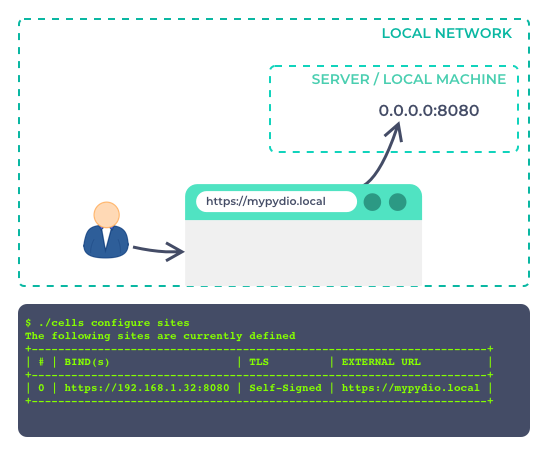 LOCAL NETWORK
SERVER / LOCAL MACHINE
0.0.0.0:8080
https://mypydio.local
$ ./cells configure sites
The following sites are currently defined
+---+---------------------------+-------------+-----------------------+
| # | BIND(s) | TLS | EXTERNAL URL |
+---+---------------------------+-------------+-----------------------+
| 0 | https://192.168.1.32:8080 | Self-Signed | https://mypydio.local |
+---+---------------------------+-------------+-----------------------+